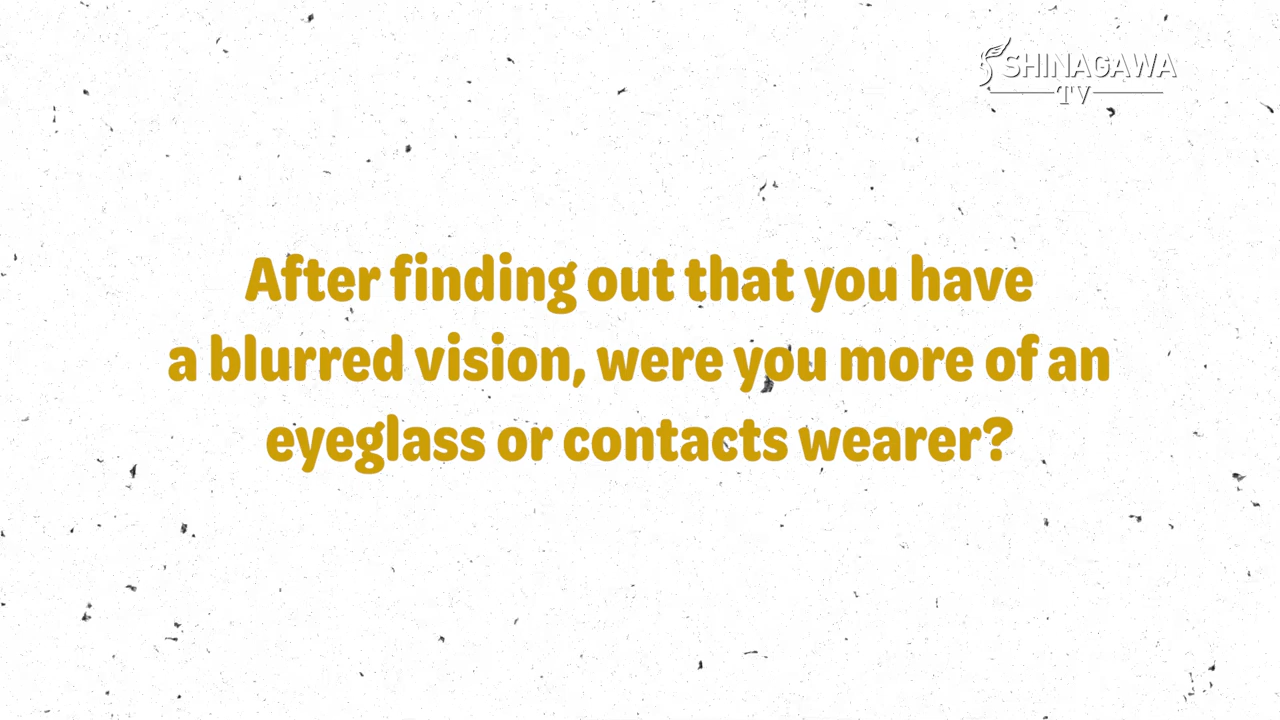 SHINAGAWA
TV
After finding out that you have
a blurred vision, were you more of an
eyeglass or contacts wearer?